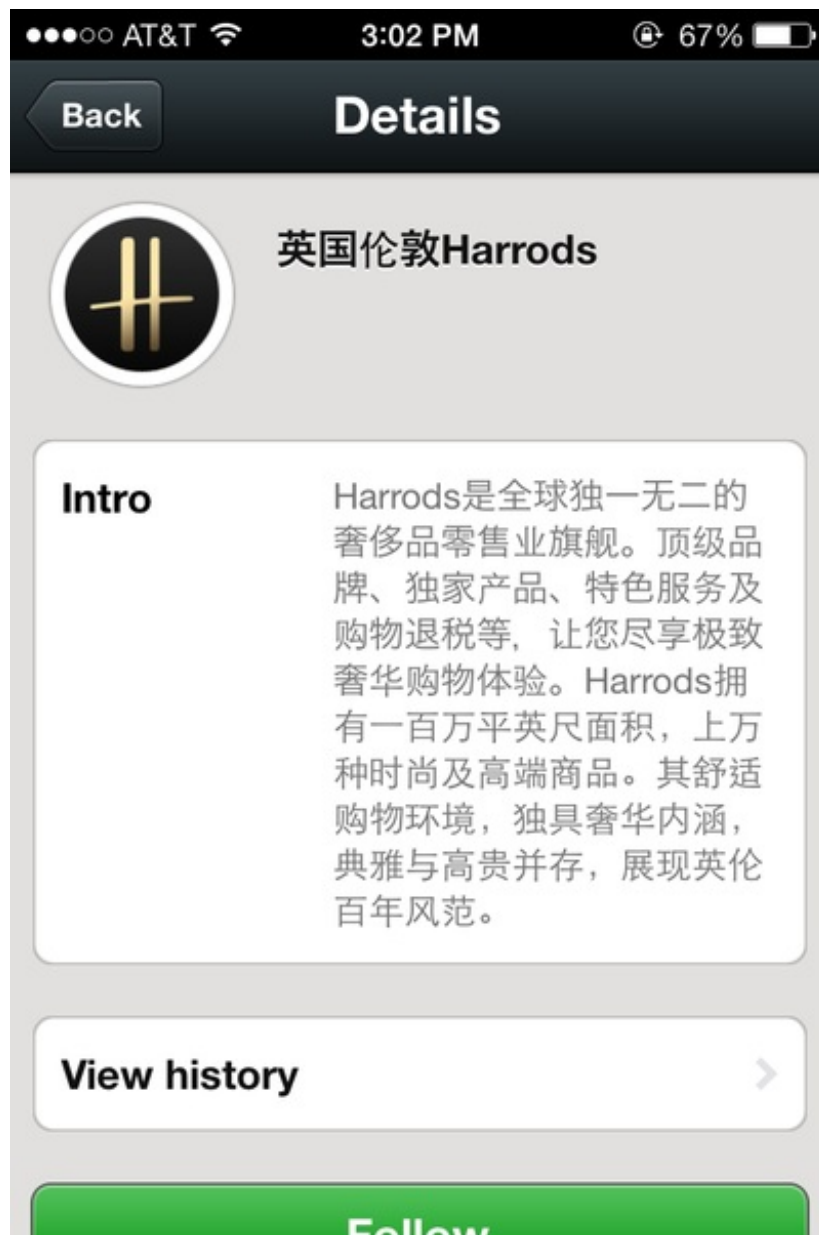 AT&T 3:02 PM 67%
Back Details
英国伦敦Harrods
Intro
Harrods是全球独一无二的
奢侈品零售业旗舰。顶级品
牌、独家产品、特色服务及
购物退税等,让您尽享极致
奢华购物体验。Harrods拥
有一百万平英尺面积，上万
种时尚及高端商品。其舒适
购物环境，独具奢华内涵，
典雅与高贵并存，展现英伦
百年风范。
View history
Follow